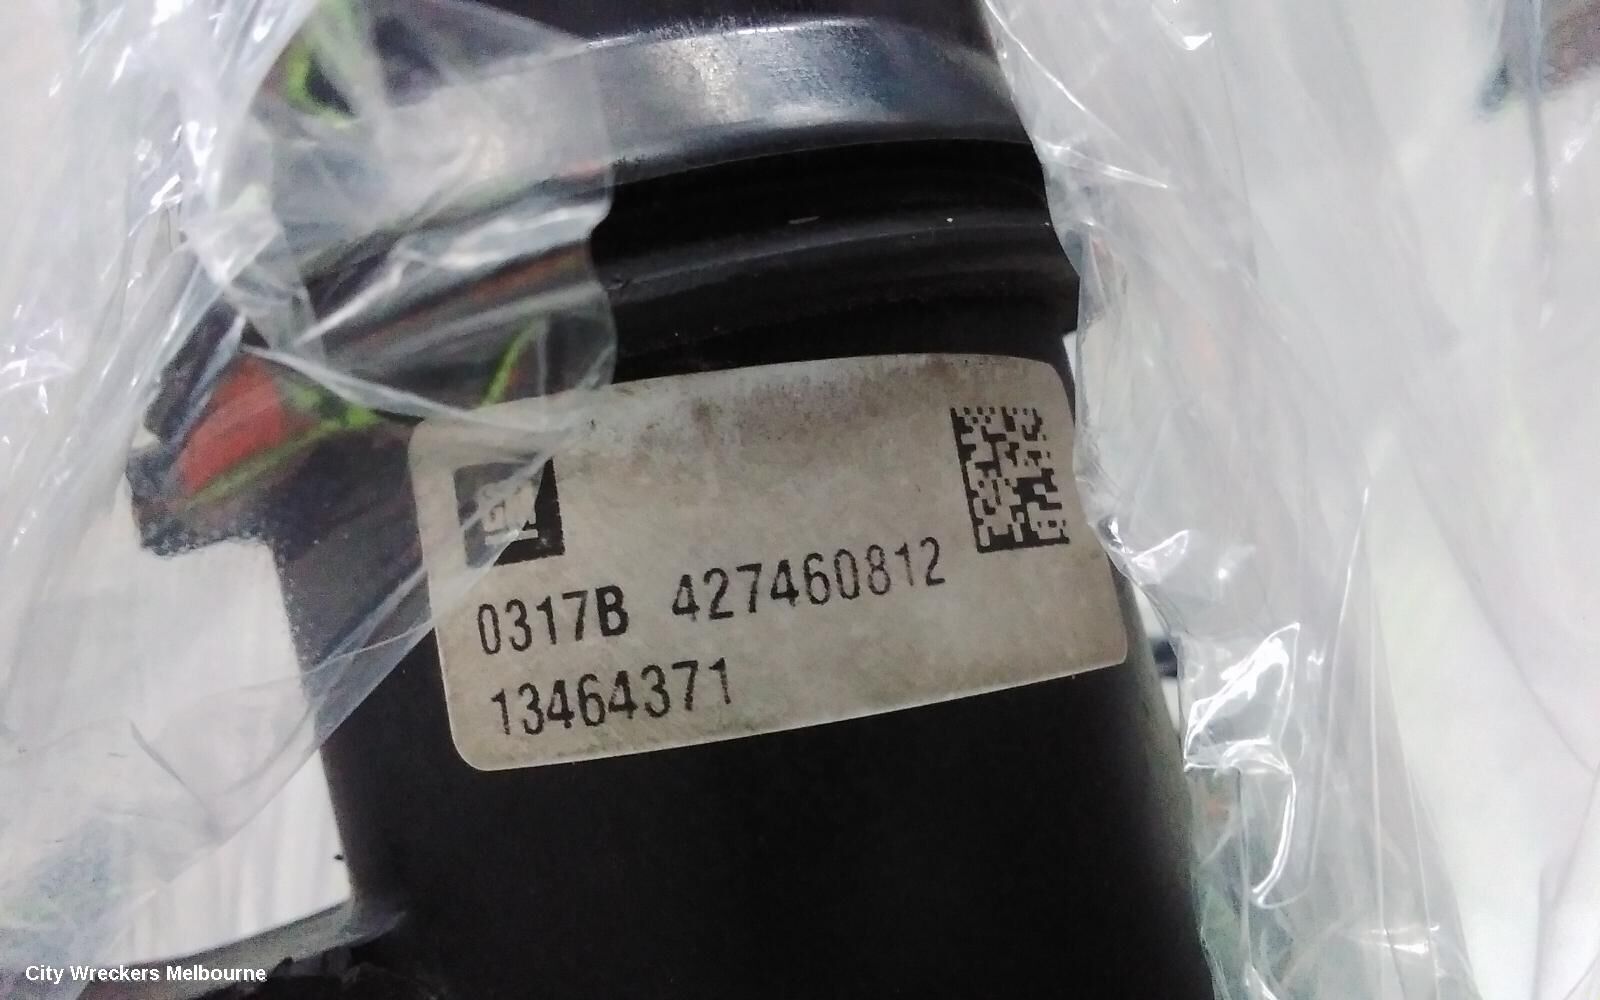 GM
0317B 427460812
13464371
City Wreckers Melbourne